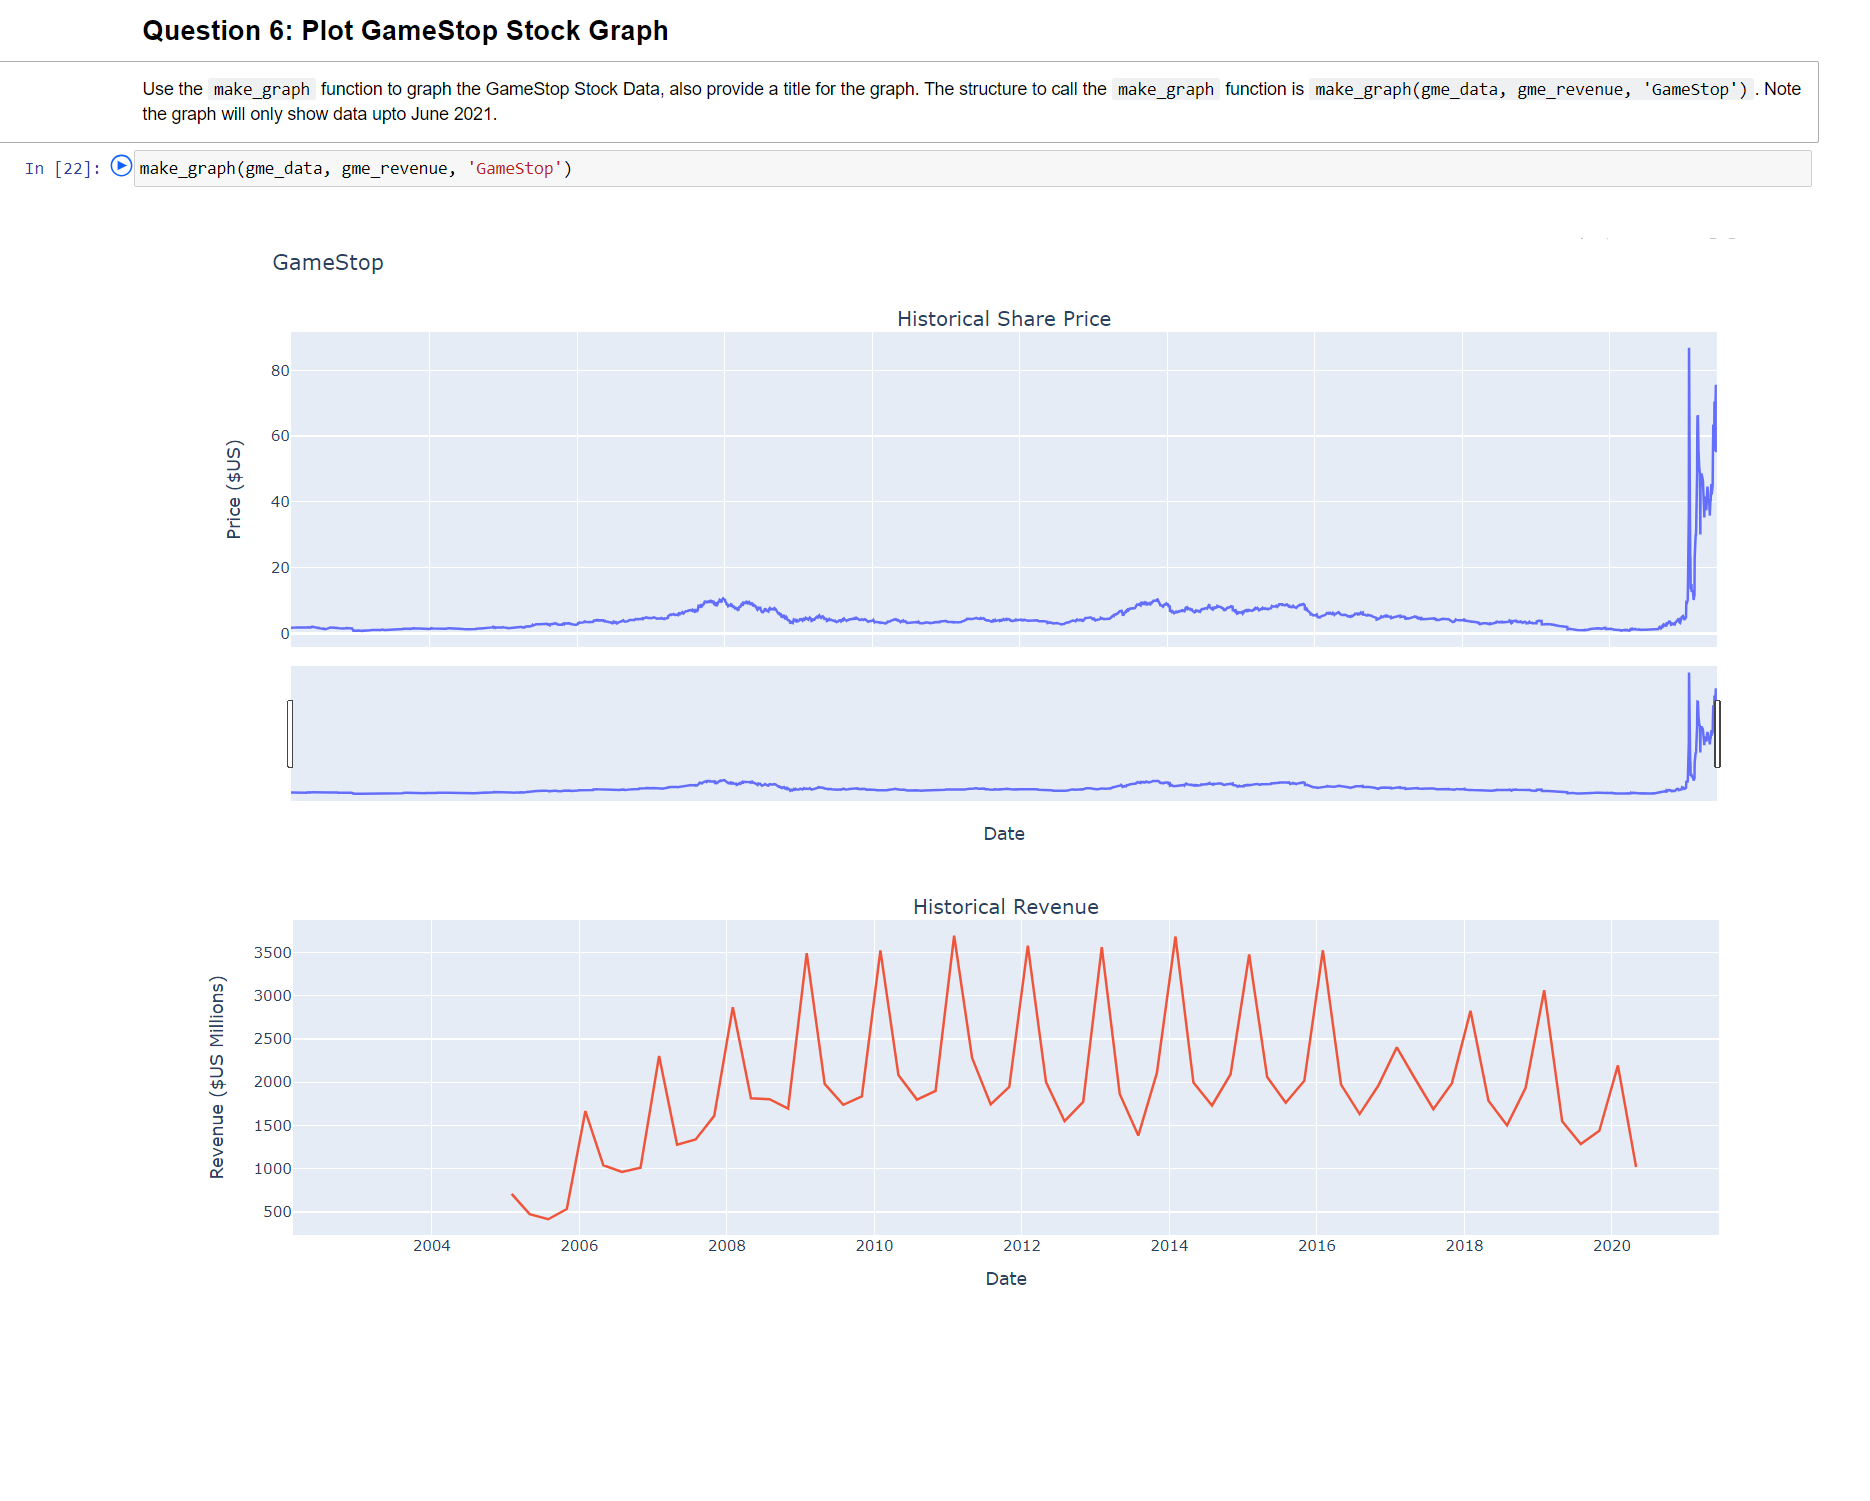 Question 6: Plot GameStop Stock Graph
Use the make_graph function to graph the GameStop Stock Data, also provide a title for the graph. The structure to call the make_graph function is make_graph(gme_data, gme_revenue, 'GameStop') . Note
the graph will only show data upto June 2021.
In [22]: make_graph(gme_data, gme_revenue, 'GameStop')
GameStop
Historical Share Price
80
60
40
20
0
Price ($US)
Date
Historical Revenue
3500
3000
2500
2000
1500
1000
500
Revenue ($US Millions)
2004 2006 2008 2010 2012 2014 2016 2018 2020
Date